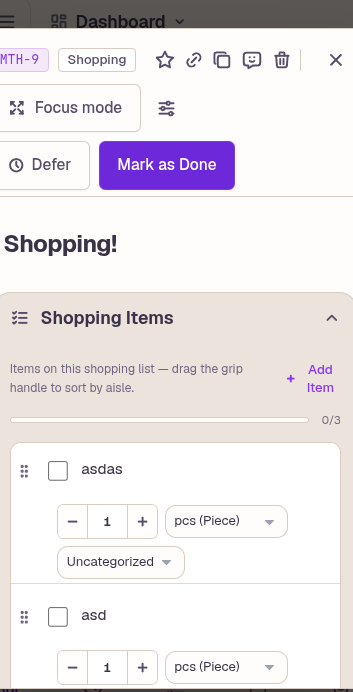 Dashboard
MTH-9
Shopping
Focus mode
Defer
Mark as Done
Shopping!
Shopping Items
Items on this shopping list — drag the grip
handle to sort by aisle.
+ Add
Item
0/3
asdas
− 1 +
pcs (Piece)
Uncategorized
asd
− 1 +
pcs (Piece)